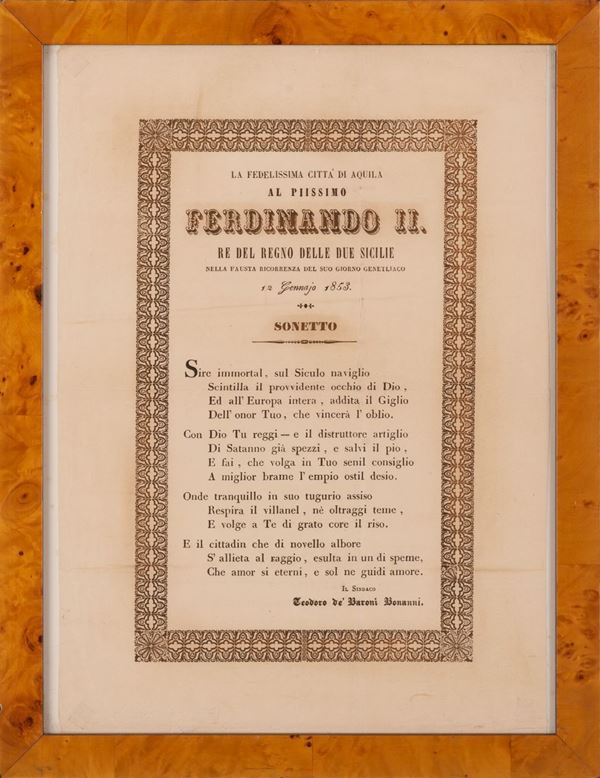 LA FEDELISSIMA CITTA' DI AQUILA
AL PIISSIMO
FERDINANDO II.
RE DEL REGNO DELLE DUE SICILIE
NELLA FAUSTA RICORRENZA DEL SUO GIORNO GENETLIACO
12 Gennajo 1853.
SONETTO
Sire immortal, sul Siculo naviglio
Scintilla il provvidente occhio di Dio,
Ed all' Europa intera, addita il Giglio
Dell' onor Tuo, che vincerà l' oblio.
Con Dio Tu reggi — e il distruttore artiglio
Di Satanno già spezzi, e salvi il pio,
E fai, che volga in Tuo senil consiglio
A miglior brame l' empio ostil desio.
Onde tranquillo in suo tugurio assiso
Respira il villanel, nè oltraggi teme,
E volge a Te di grato core il riso.
E il cittadin che di novello albore
S' allieta al raggio, esulta in un di speme,
Che amor si eterni, e sol ne guidi amore.
IL SINDACO
Teodoro de' Baroni Bonanni.